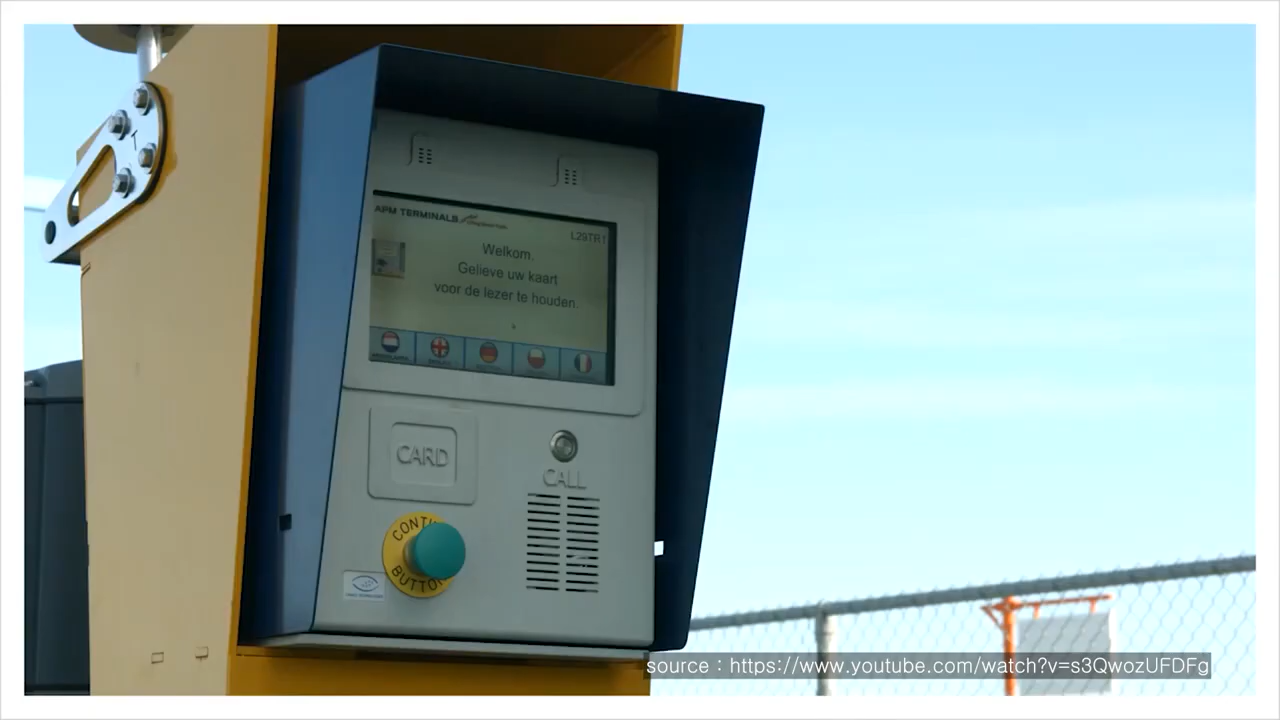 APM TERMINALS
L29TR1
Welkom.
Gelieve uw kaart
voor de lezer te houden.
CARD
CALL
BUTTON
source : https://www.youtube.com/watch?v=s3QwozUFDFg